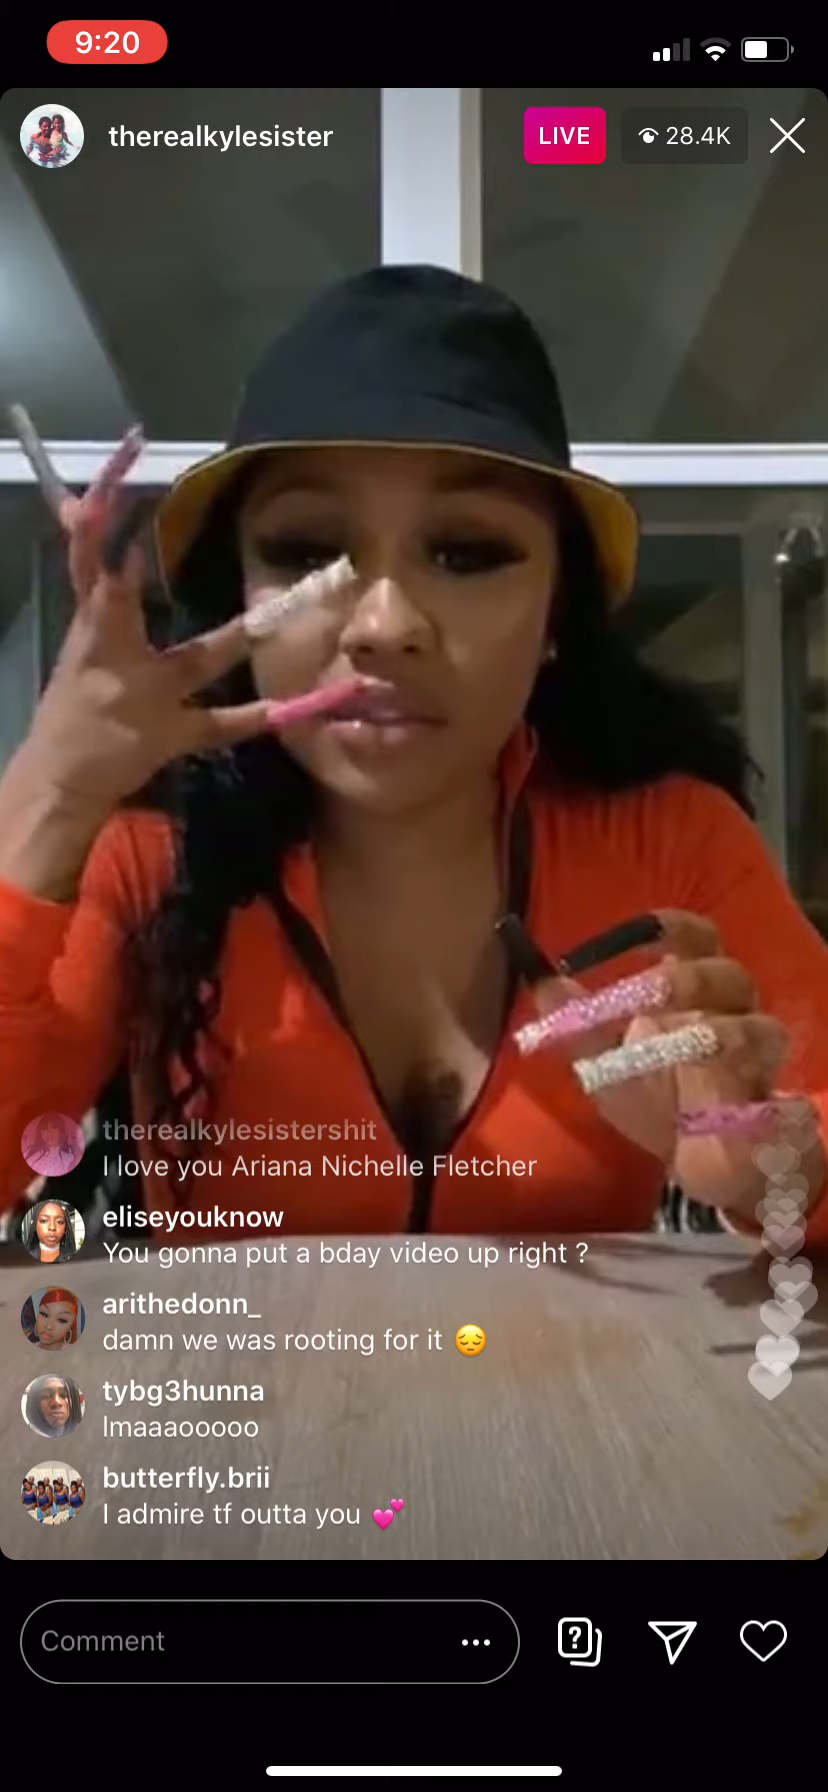 9:20
therealkylesister
LIVE
28.4K
therealkylesistershit
I love you Ariana Nichelle Fletcher
eliseyouknow
You gonna put a bday video up right ?
arithedonn_
damn we was rooting for it 😔
tybg3hunna
lmaaaooooo
butterfly.brii
I admire tf outta you 💕
Comment